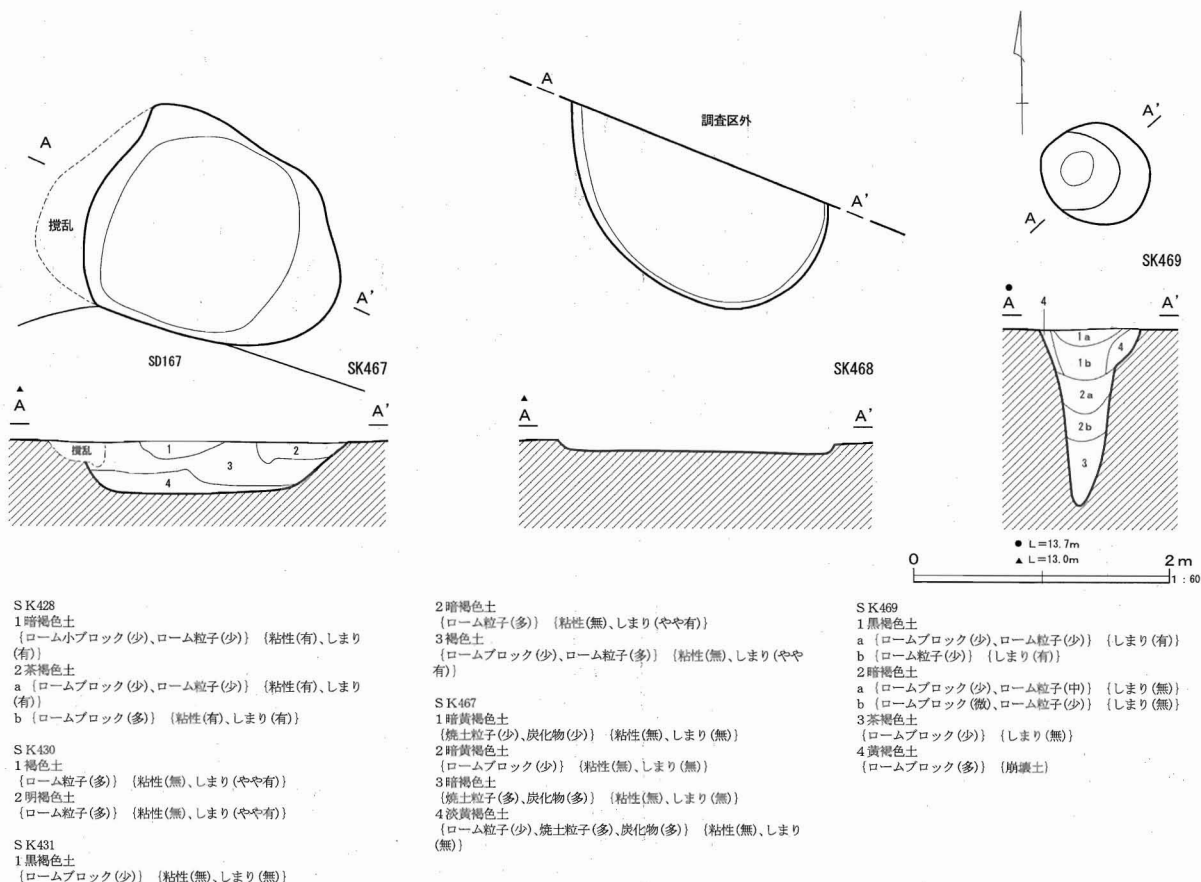 A
調査区外
A'
A
撹乱
A'
SD167
SK467
SK468
A'
A
SK469
A
A'
撹乱
1
2
3
4
A
A'
A
4
A'
1a
4
1b
2a
2b
3
● L=13.7m
▲ L=13.0m
0
2m
1:60
SK428
1暗褐色土
{ローム小ブロック(少)、ローム粒子(少)} {粘性(有)、しまり
(有)}
2茶褐色土
a {ロームブロック(少)、ローム粒子(少)} {粘性(有)、しまり
(有)}
b {ロームブロック(多)} {粘性(有)、しまり(有)}
SK430
1褐色土
{ローム粒子(多)} {粘性(無)、しまり(やや有)}
2明褐色土
{ローム粒子(多)} {粘性(無)、しまり(やや有)}
SK431
1黒褐色土
{ロームブロック(少)} {粘性(無)、しまり(無)}
2暗褐色土
{ローム粒子(多)} {粘性(無)、しまり(やや有)}
3褐色土
{ロームブロック(少)、ローム粒子(多)} {粘性(無)、しまり(やや
有)}
SK467
1暗黄褐色土
{焼土粒子(少)、炭化物(少)} {粘性(無)、しまり(無)}
2暗黄褐色土
{ロームブロック(少)} {粘性(無)、しまり(無)}
3暗褐色土
{焼土粒子(多)、炭化物(多)} {粘性(無)、しまり(無)}
4淡黄褐色土
{ローム粒子(少)、焼土粒子(多)、炭化物(多)} {粘性(無)、しまり
(無)}
SK469
1黒褐色土
a {ロームブロック(少)、ローム粒子(少)} {しまり(有)}
b {ローム粒子(少)} {しまり(有)}
2暗褐色土
a {ロームブロック(少)、ローム粒子(中)} {しまり(無)}
b {ロームブロック(微)、ローム粒子(少)} {しまり(無)}
3茶褐色土
{ロームブロック(少)} {しまり(無)}
4黄褐色土
{ロームブロック(多)} {崩壊土}